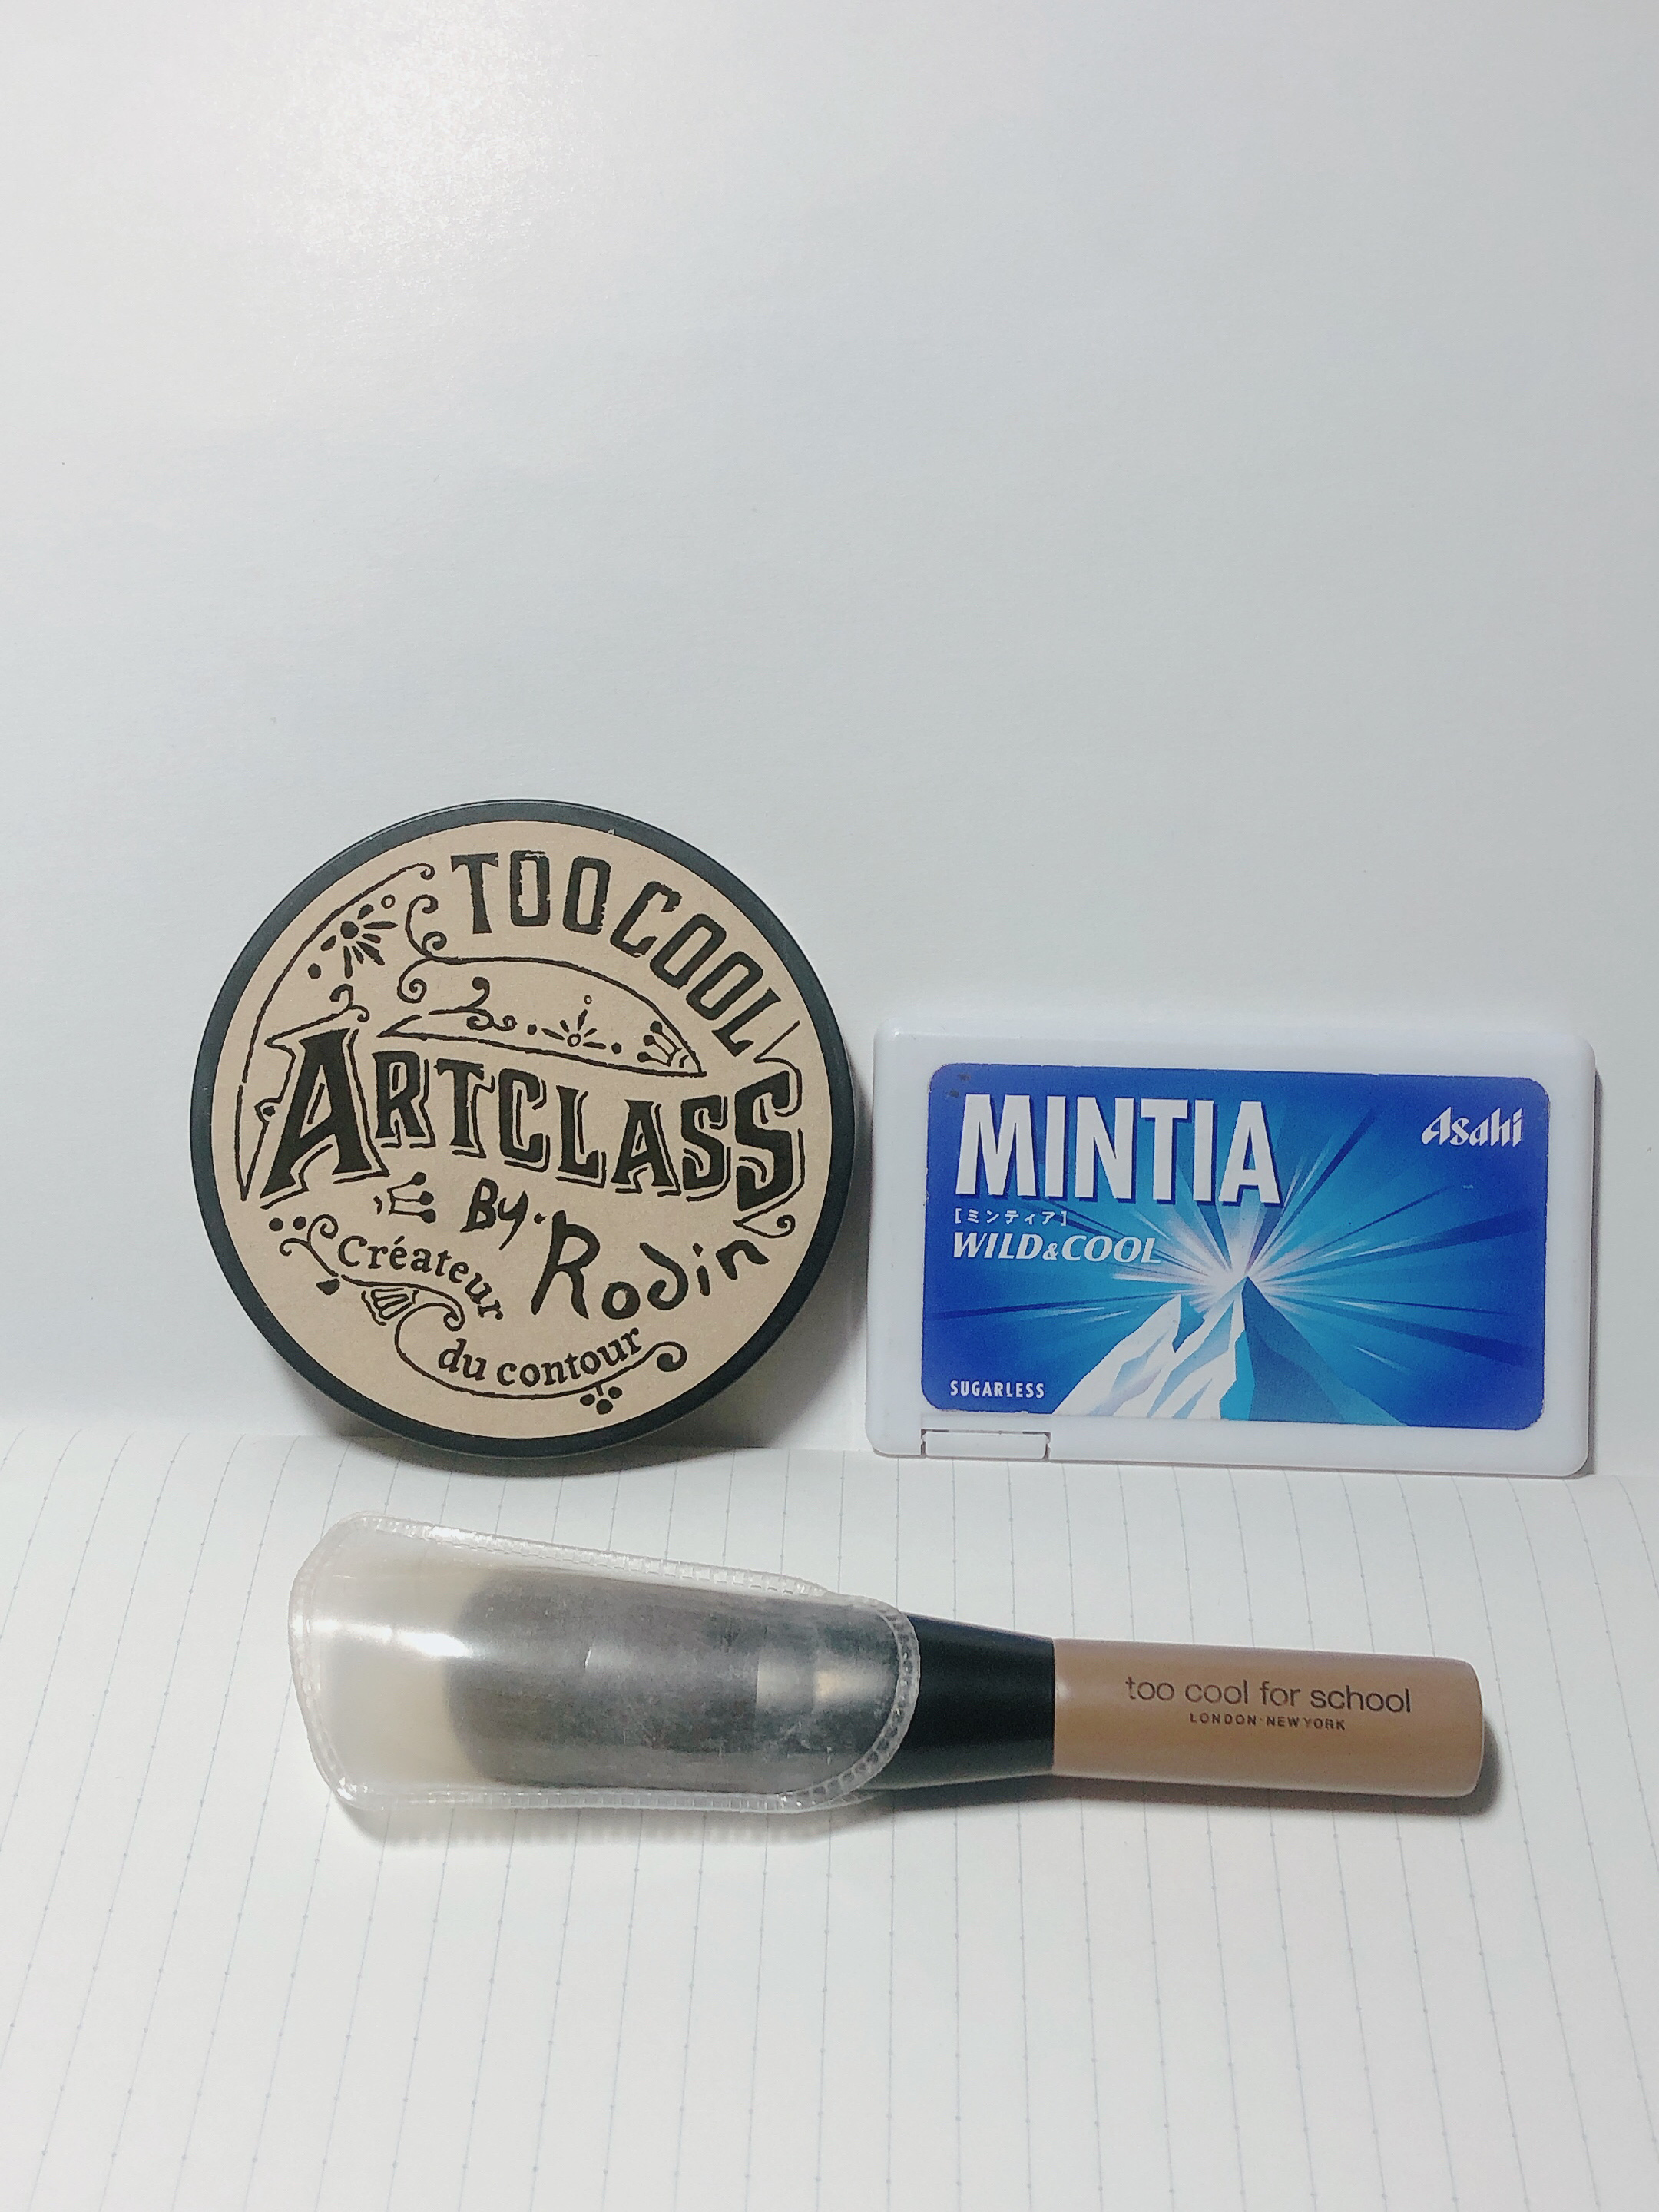 TOO COOL
ARTCLASS
By. Rodin
Créateur
du contour
MINTIA
Asahi
[ミンティア]
WILD&COOL
SUGARLESS
too cool for school
LONDON·NEW YORK